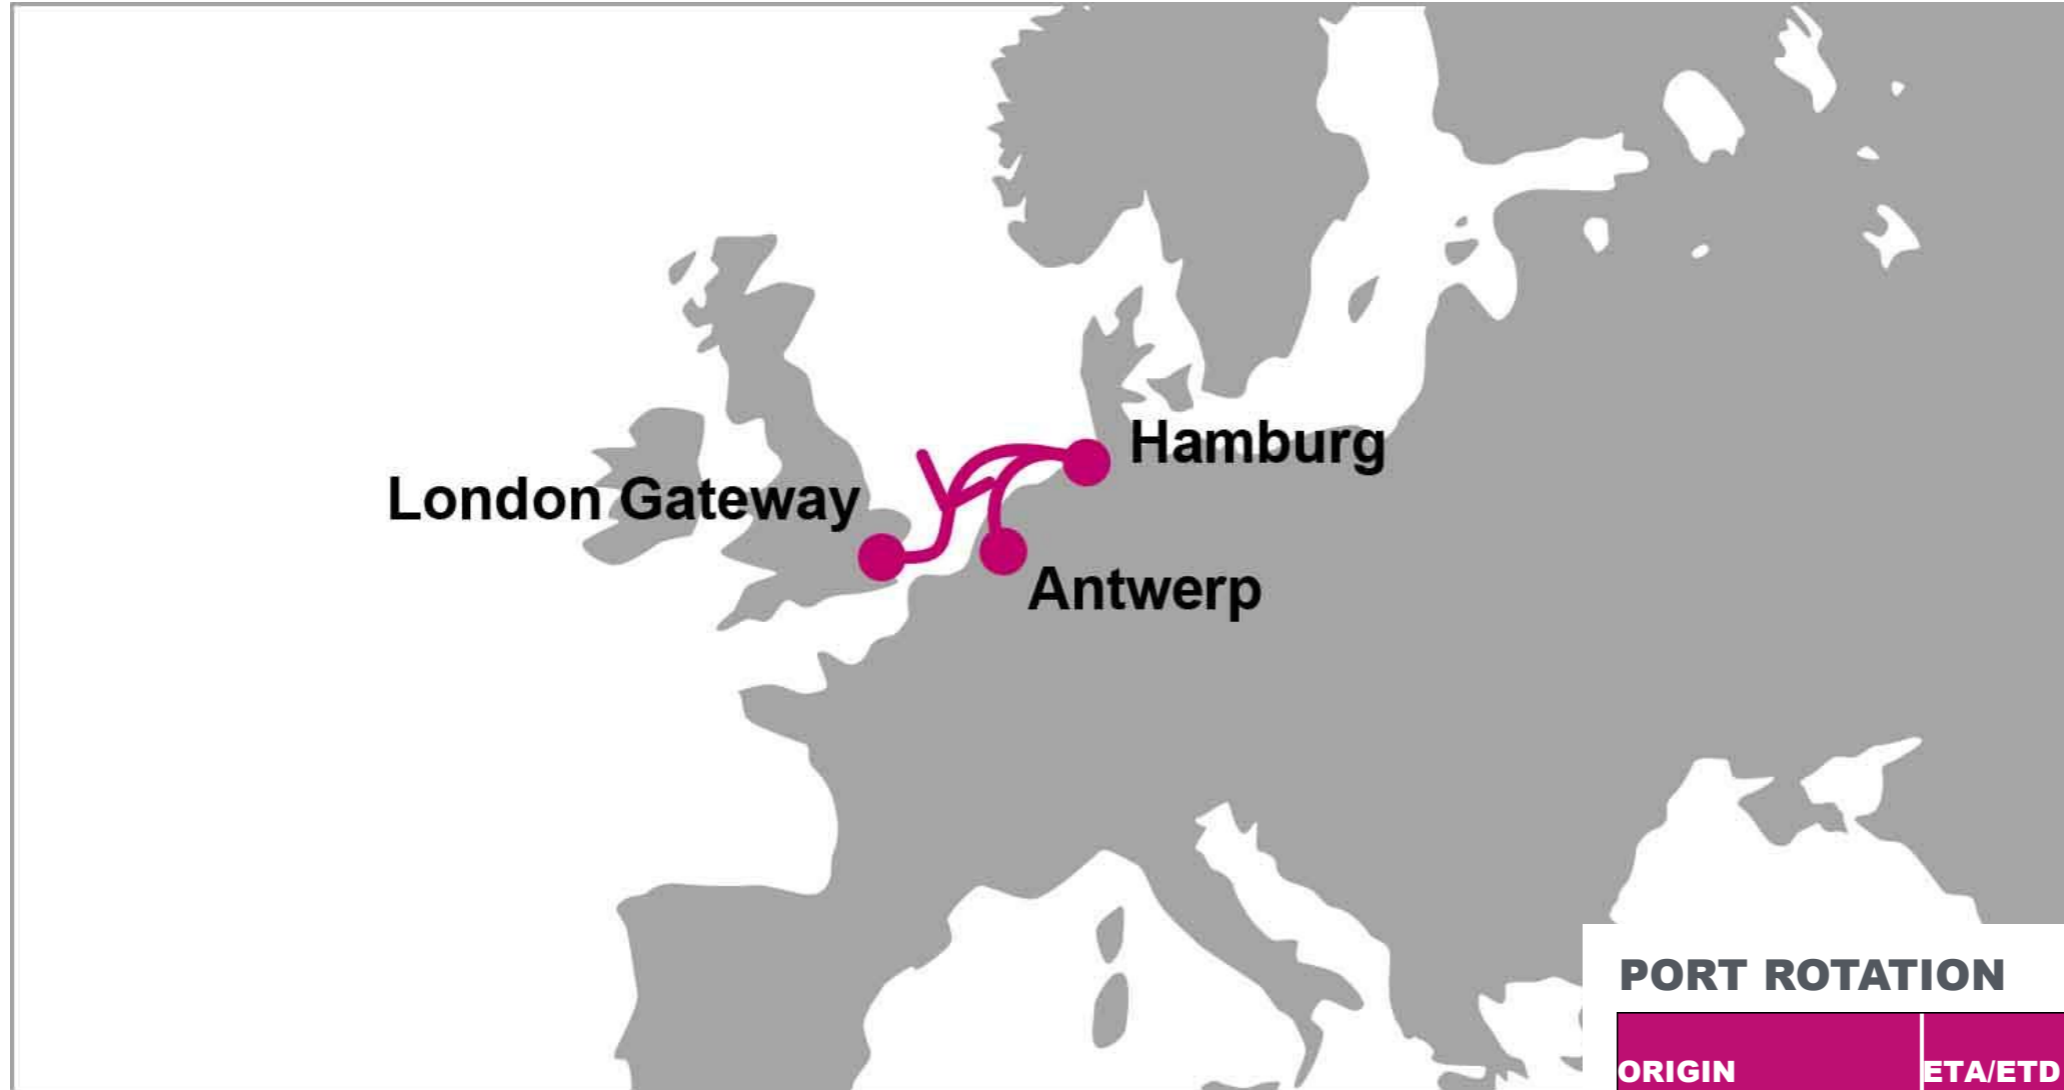 Hamburg
London Gateway
Antwerp
PORT ROTATION
ORIGIN ETA/ETD